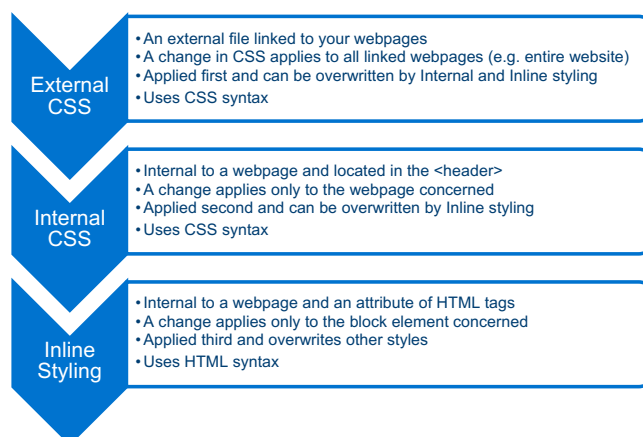 External
CSS
• An external file linked to your webpages
• A change in CSS applies to all linked webpages (e.g. entire website)
• Applied first and can be overwritten by Internal and Inline styling
• Uses CSS syntax
Internal
CSS
• Internal to a webpage and located in the <header>
• A change applies only to the webpage concerned
• Applied second and can be overwritten by Inline styling
• Uses CSS syntax
Inline
Styling
• Internal to a webpage and an attribute of HTML tags
• A change applies only to the block element concerned
• Applied third and overwrites other styles
• Uses HTML syntax